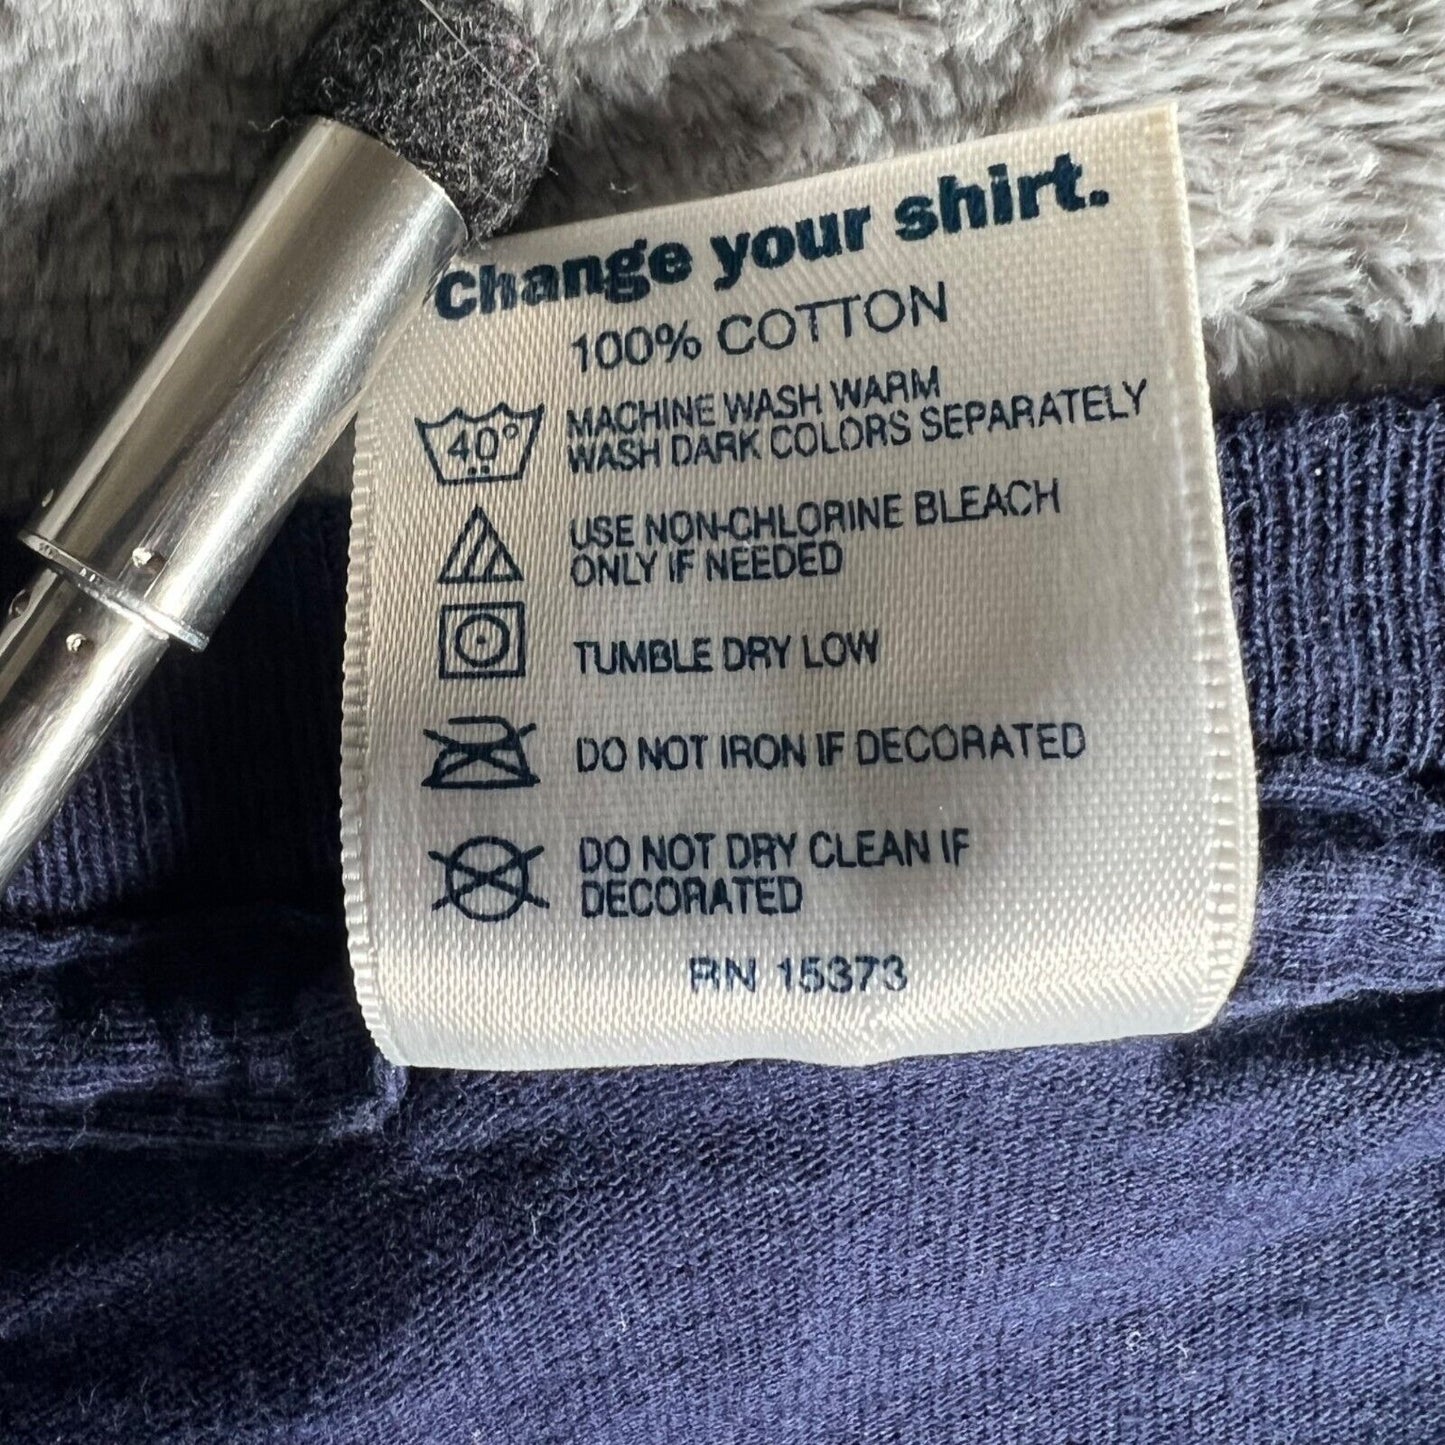 Change your shirt.
100% COTTON
40°
MACHINE WASH WARM
WASH DARK COLORS SEPARATELY
USE NON-CHLORINE BLEACH
ONLY IF NEEDED
TUMBLE DRY LOW
DO NOT IRON IF DECORATED
DO NOT DRY CLEAN IF
DECORATED
RN 15373